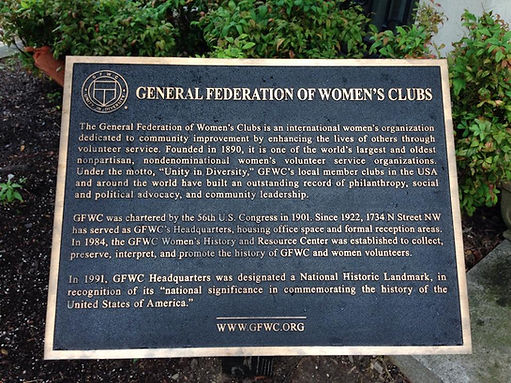 GENERAL FEDERATION OF WOMEN'S CLUBS
The General Federation of Women's Clubs is an international women's organization
dedicated to community improvement by enhancing the lives of others through
volunteer service. Founded in 1890, it is one of the world's largest and oldest
nonpartisan, nondenominational women's volunteer service organizations.
Under the motto, "Unity in Diversity," GFWC's local member clubs in the USA
and around the world have built an outstanding record of philanthropy, social
and political advocacy, and community leadership.
GFWC was chartered by the 56th U.S. Congress in 1901. Since 1922, 1734 N Street NW
has served as GFWC's Headquarters, housing office space and formal reception areas.
In 1984, the GFWC Women's History and Resource Center was established to collect,
preserve, interpret, and promote the history of GFWC and women volunteers.
In 1991, GFWC Headquarters was designated a National Historic Landmark, in
recognition of its "national significance in commemorating the history of the
United States of America."
WWW.GFWC.ORG